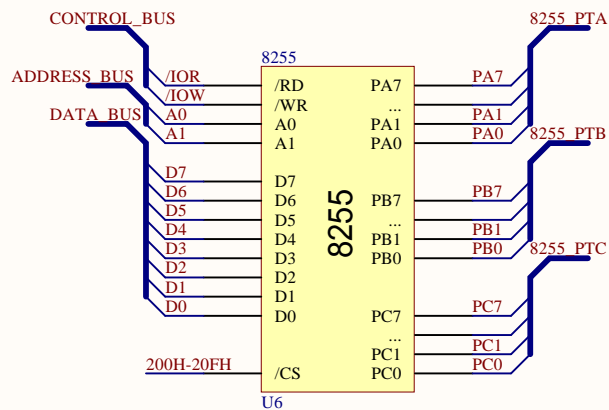 CONTROL_BUS
8255_PTA
8255
/IOR /RD PA7 PA7
ADDRESS_BUS
/IOW /WR ...
DATA_BUS
A0 A0 PA1 PA1
A1 A1 PA0 PA0
8255_PTB
D7 D7
D6 D6 PB7 PB7
D5 D5 ...
D4 D4 PB1 PB1
D3 D3 PB0 PB0
8255_PTC
D2 D2
D1 D1
D0 D0 PC7 PC7
...
PC1 PC1
200H-20FH /CS PC0 PC0
8255
U6